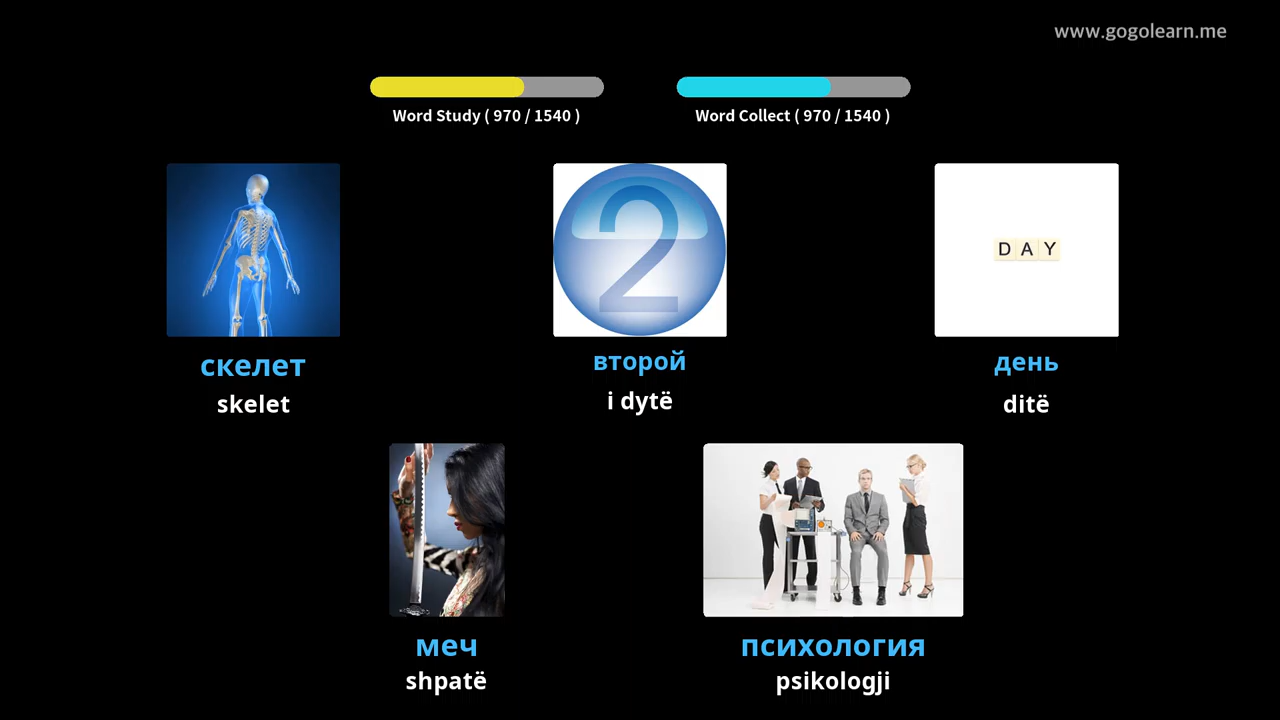 www.gogolearn.me
Word Study ( 970 / 1540 )
Word Collect ( 970 / 1540 )
2
DAY
скелет
второй
день
skelet
i dytë
ditë
меч
психология
shpatë
psikologji